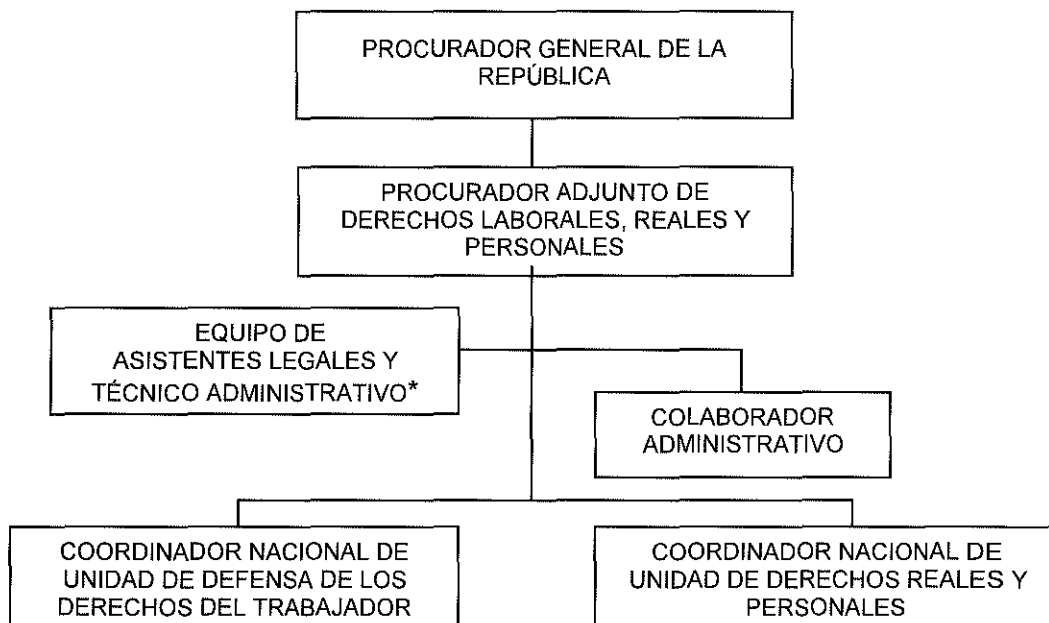 PROCURADOR GENERAL DE LA
REPÚBLICA
PROCURADOR ADJUNTO DE
DERECHOS LABORALES, REALES Y
PERSONALES
EQUIPO DE
ASISTENTES LEGALES Y
TÉCNICO ADMINISTRATIVO*
COLABORADOR
ADMINISTRATIVO
COORDINADOR NACIONAL DE
UNIDAD DE DEFENSA DE LOS
DERECHOS DEL TRABAJADOR
COORDINADOR NACIONAL DE
UNIDAD DE DERECHOS REALES Y
PERSONALES